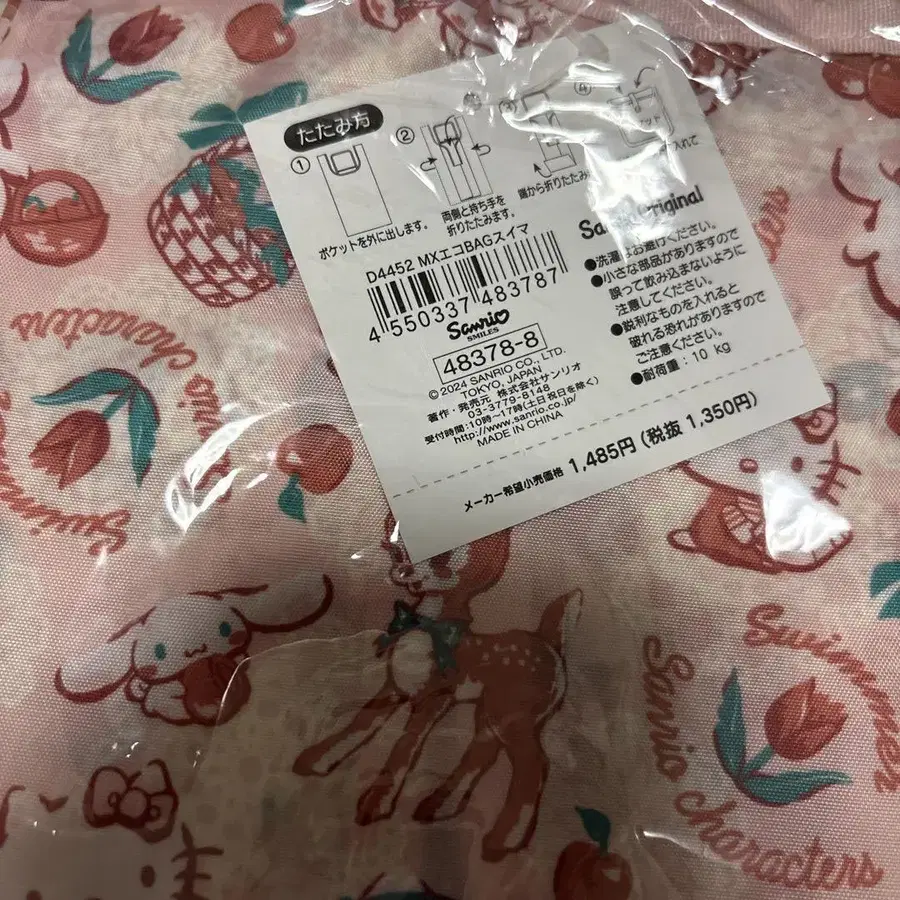 たたみ方
①
②
③
④
ポケットを外に出します。
両側と持ち手を
折りたたみます。
端から折りたたみ
入れて
D4452 MXエコBAGスイマ
4 550337 483787
Sanrio
SMILES
48378-8
© 2024 SANRIO CO., LTD.
TOKYO, JAPAN
著作・発売元 株式会社サンリオ
03-3779-8148
受付時間:10時〜17時(土日祝日を除く)
http://www.sanrio.co.jp/
MADE IN CHINA
Original
●洗濯はお避けください。
●小さな部品がありますので
誤って飲み込まないように
注意してください。
●鋭利なものを入れると
破れる恐れがありますので
ご注意ください。
●耐荷重:10 kg
メーカー希望小売価格 1,485円(税抜 1,350円)
Sanrio characters
Swimmer
Swimmer
Sanrio characters